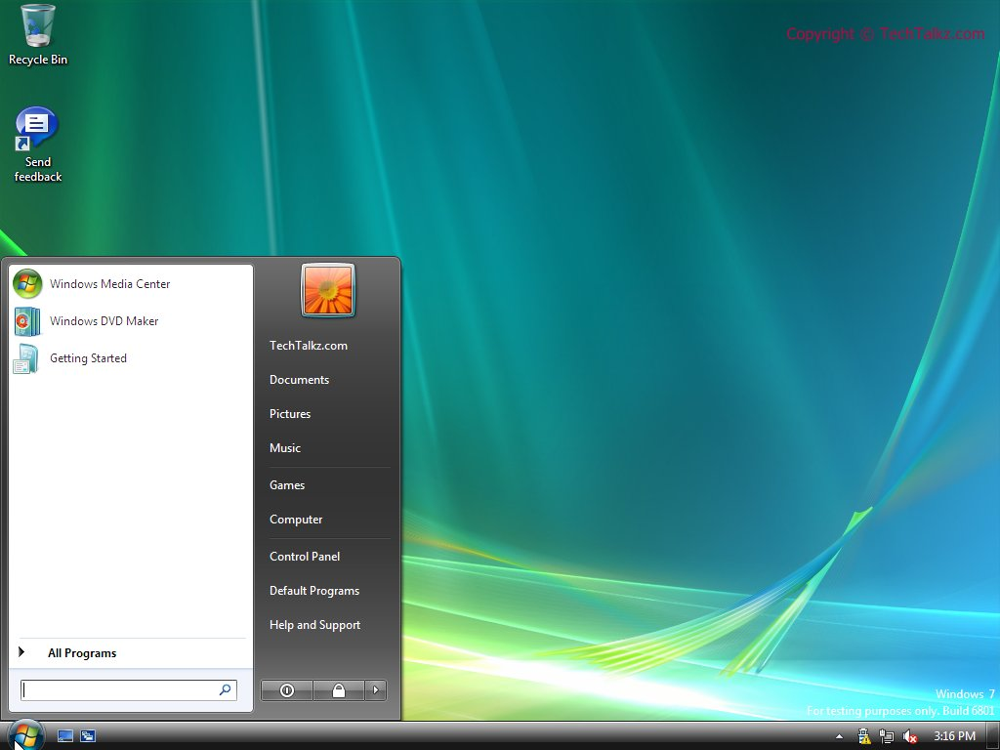 Copyright © TechTalkz.com
Recycle Bin
Send
feedback
Windows Media Center
Windows DVD Maker
Getting Started
All Programs
TechTalkz.com
Documents
Pictures
Music
Games
Computer
Control Panel
Default Programs
Help and Support
Windows 7
For testing purposes only. Build 6801
3:16 PM